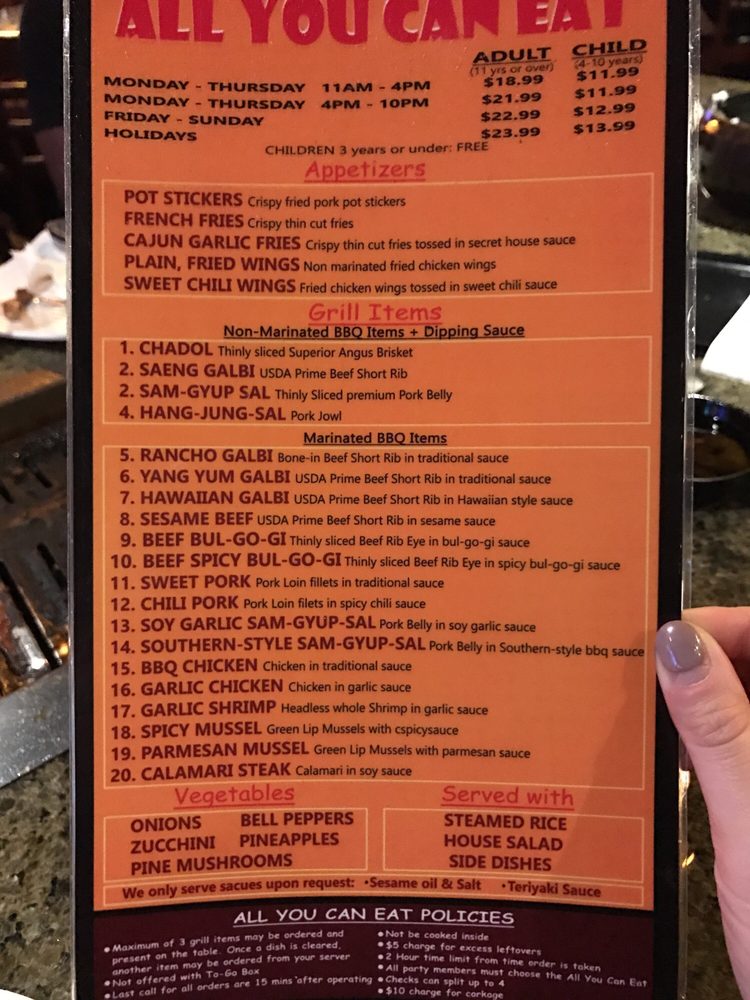 ALL YOU CAN EAT
ADULT CHILD
(11 yrs or over) (4-10 years)
MONDAY - THURSDAY 11AM - 4PM $18.99 $11.99
MONDAY - THURSDAY 4PM - 10PM $21.99 $11.99
FRIDAY - SUNDAY $22.99 $12.99
HOLIDAYS $23.99 $13.99
CHILDREN 3 years or under: FREE
Appetizers
POT STICKERS Crispy fried pork pot stickers
FRENCH FRIES Crispy thin cut fries
CAJUN GARLIC FRIES Crispy thin cut fries tossed in secret house sauce
PLAIN, FRIED WINGS Non marinated fried chicken wings
SWEET CHILI WINGS Fried chicken wings tossed in sweet chili sauce
Grill Items
Non-Marinated BBQ Items + Dipping Sauce
1. CHADOL Thinly sliced Superior Angus Brisket
2. SAENG GALBI USDA Prime Beef Short Rib
2. SAM-GYUP SAL Thinly Sliced premium Pork Belly
4. HANG-JUNG-SAL Pork Jowl
Marinated BBQ Items
5. RANCHO GALBI Bone-in Beef Short Rib in traditional sauce
6. YANG YUM GALBI USDA Prime Beef Short Rib in traditional sauce
7. HAWAIIAN GALBI USDA Prime Beef Short Rib in Hawaiian style sauce
8. SESAME BEEF USDA Prime Beef Short Rib in sesame sauce
9. BEEF BUL-GO-GI Thinly sliced Beef Rib Eye in bul-go-gi sauce
10. BEEF SPICY BUL-GO-GI Thinly sliced Beef Rib Eye in spicy bul-go-gi sauce
11. SWEET PORK Pork Loin fillets in traditional sauce
12. CHILI PORK Pork Loin filets in spicy chili sauce
13. SOY GARLIC SAM-GYUP-SAL Pork Belly in soy garlic sauce
14. SOUTHERN-STYLE SAM-GYUP-SAL Pork Belly in Southern-style bbq sauce
15. BBQ CHICKEN Chicken in traditional sauce
16. GARLIC CHICKEN Chicken in garlic sauce
17. GARLIC SHRIMP Headless whole Shrimp in garlic sauce
18. SPICY MUSSEL Green Lip Mussels with cspicysauce
19. PARMESAN MUSSEL Green Lip Mussels with parmesan sauce
20. CALAMARI STEAK Calamari in soy sauce
Vegetables
ONIONS BELL PEPPERS
ZUCCHINI PINEAPPLES
PINE MUSHROOMS
Served with
STEAMED RICE
HOUSE SALAD
SIDE DISHES
We only serve sacues upon request: •Sesame oil & Salt •Teriyaki Sauce
ALL YOU CAN EAT POLICIES
•Maximum of 3 grill items may be ordered and
present on the table. Once a dish is cleared,
another item may be ordered from your server
•Not offered with To-Go Box
•Last call for all orders are 15 mins after operating
•Not be cooked inside
•$5 charge for excess leftovers
•2 Hour time limit from time order is taken
•All party members must choose the All You Can Eat
•Checks can split up to 4
•$10 charge for corkage